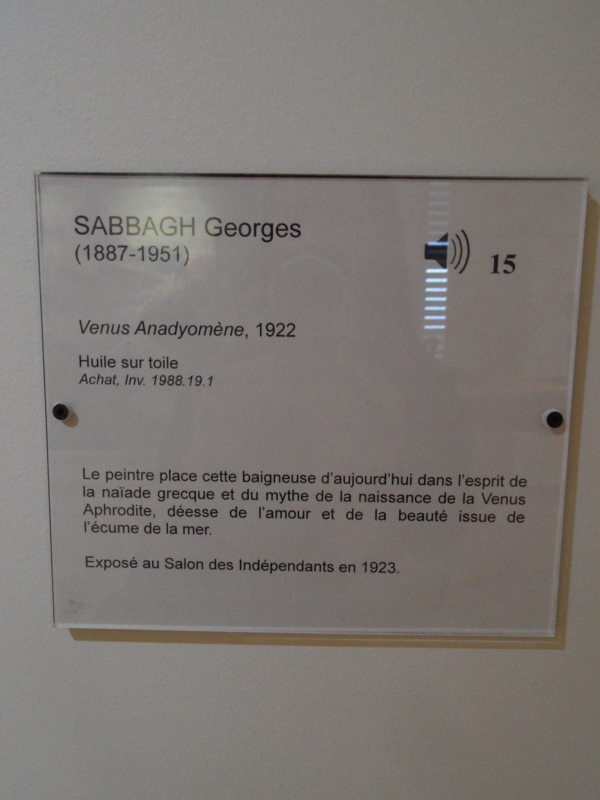 SABBAGH Georges
(1887-1951)
15
Venus Anadyomène, 1922
Huile sur toile
Achat, Inv. 1988.19.1
Le peintre place cette baigneuse d'aujourd'hui dans l'esprit de
la naïade grecque et du mythe de la naissance de la Venus
Aphrodite, déesse de l'amour et de la beauté issue de
l'écume de la mer.
Exposé au Salon des Indépendants en 1923.